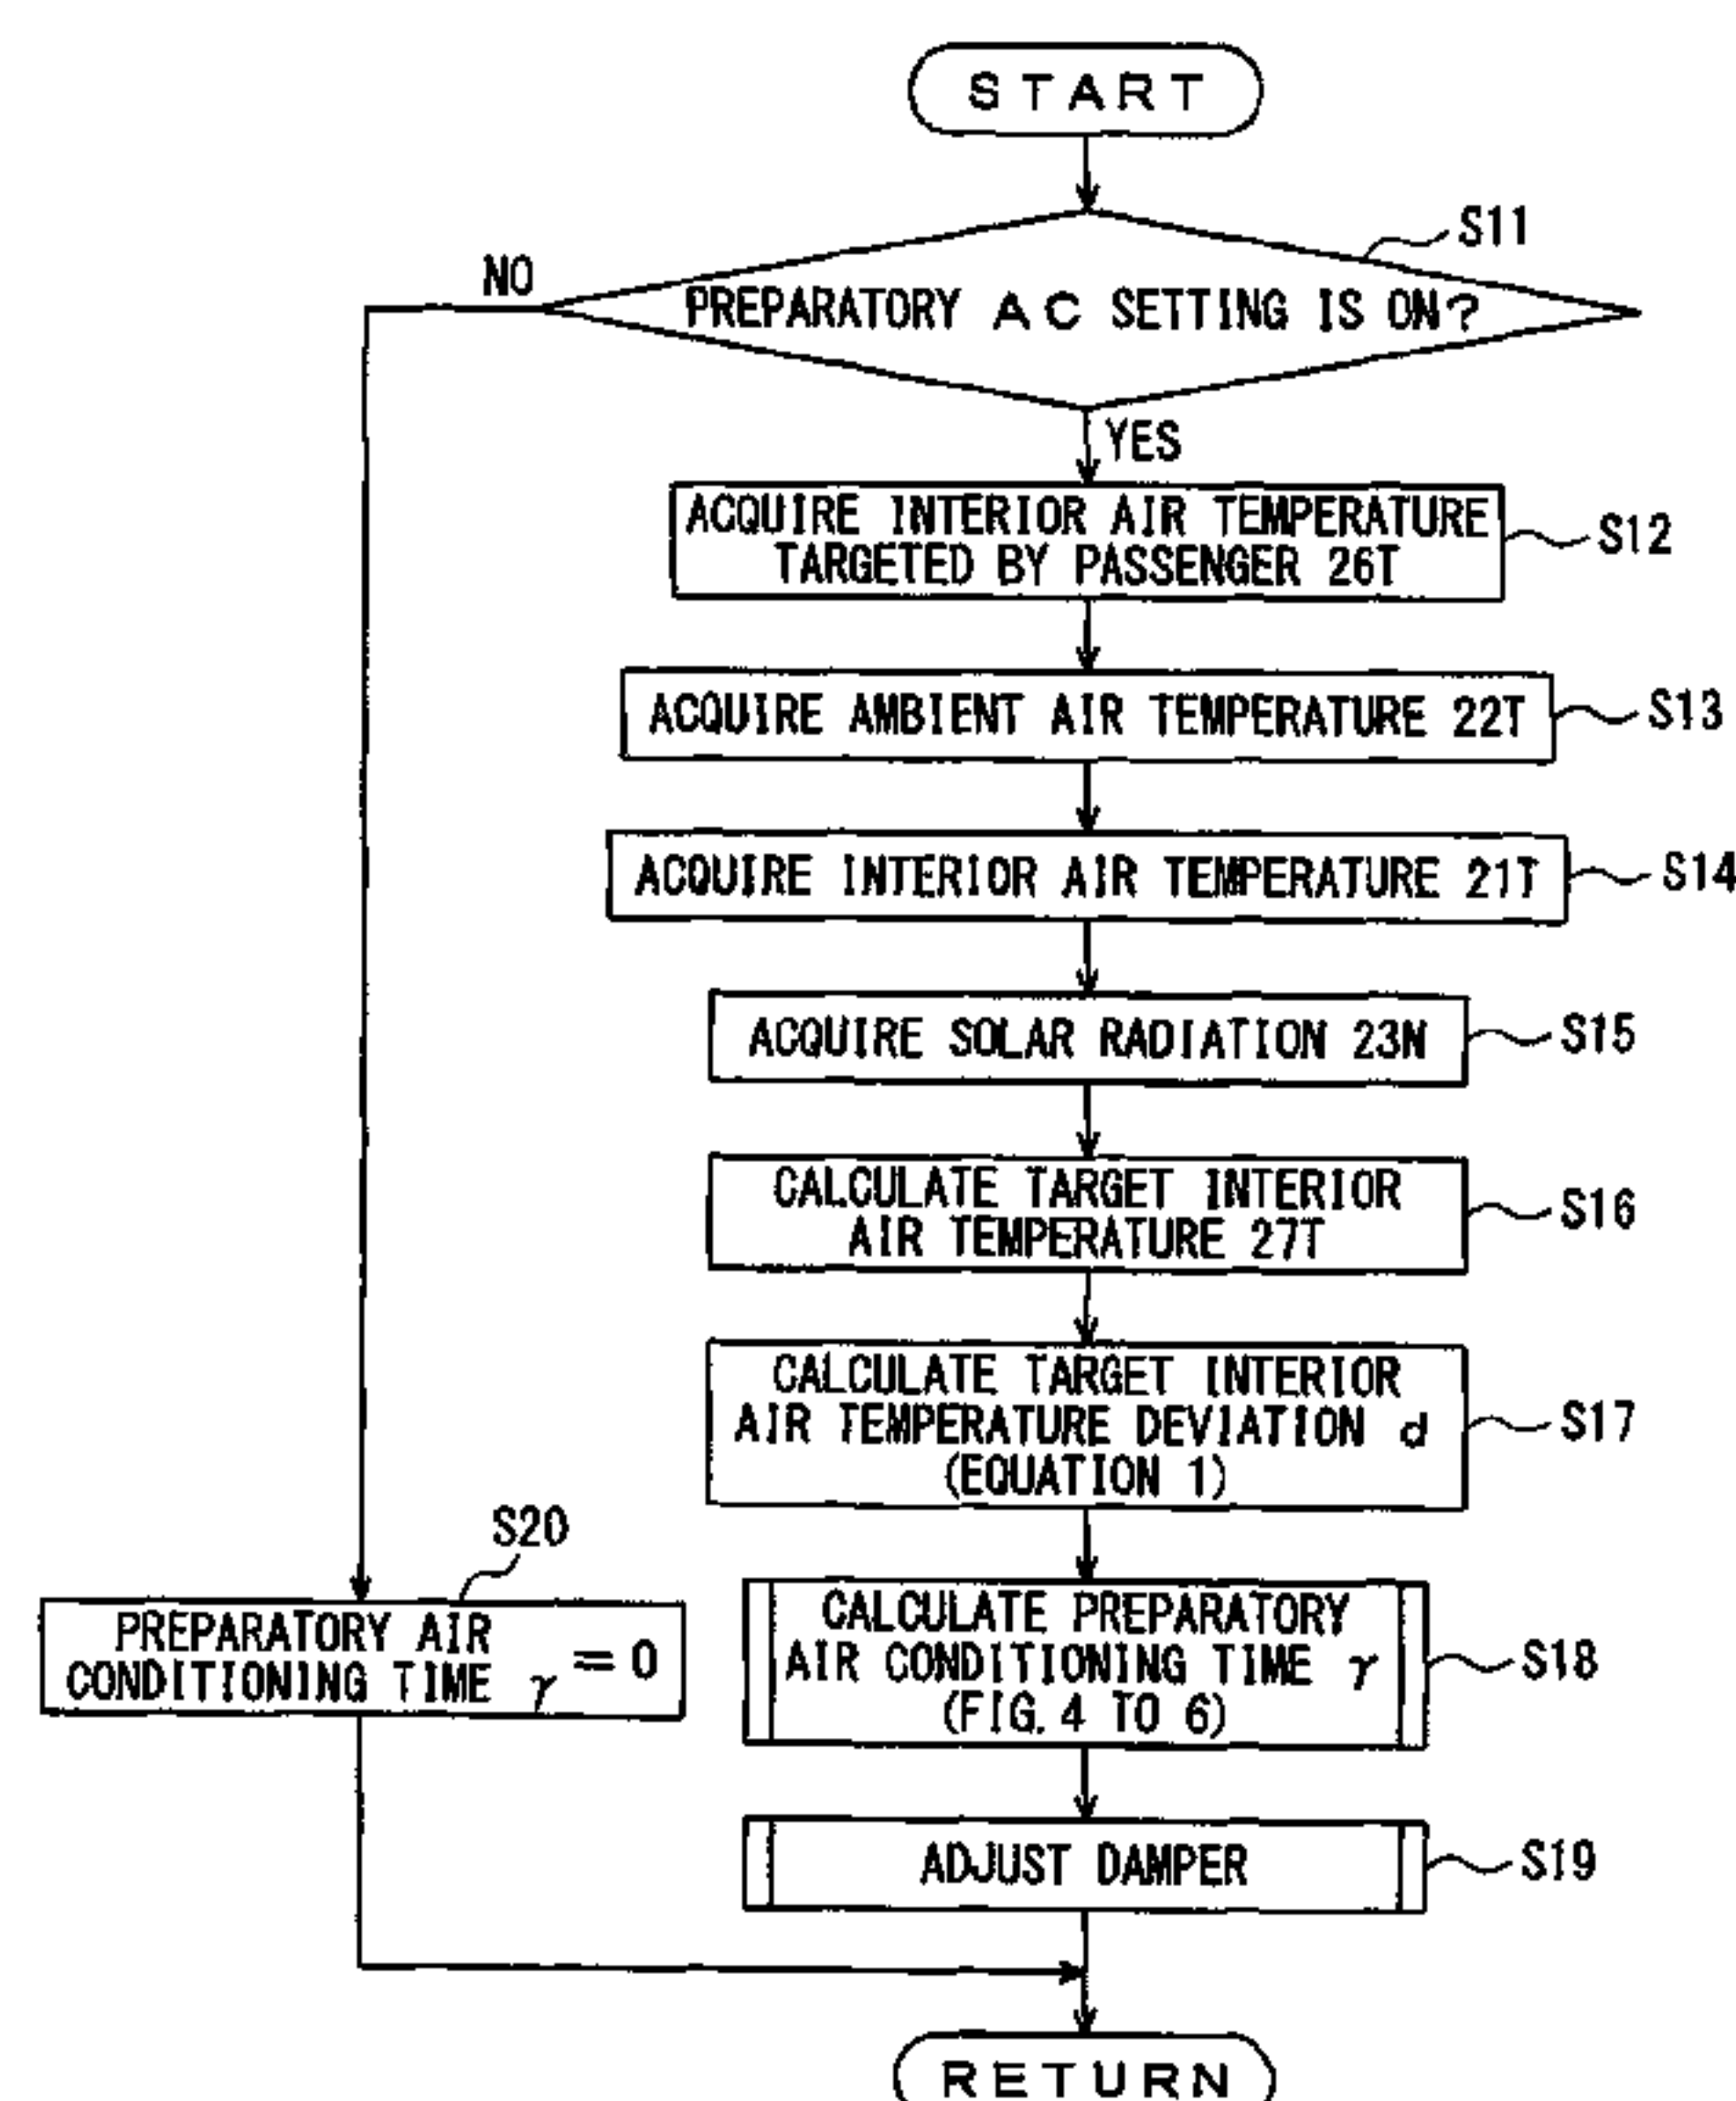 START
S11
NO
PREPARATORY AC SETTING IS ON?
YES
ACQUIRE INTERIOR AIR TEMPERATURE
TARGETED BY PASSENGER 26T
S12
ACQUIRE AMBIENT AIR TEMPERATURE 22T
S13
ACQUIRE INTERIOR AIR TEMPERATURE 21T
S14
ACQUIRE SOLAR RADIATION 23N
S15
CALCULATE TARGET INTERIOR
AIR TEMPERATURE 27T
S16
CALCULATE TARGET INTERIOR
AIR TEMPERATURE DEVIATION d
(EQUATION 1)
S17
S20
PREPARATORY AIR
CONDITIONING TIME γ = 0
CALCULATE PREPARATORY
AIR CONDITIONING TIME γ
(FIG. 4 TO 6)
S18
ADJUST DAMPER
S19
RETURN